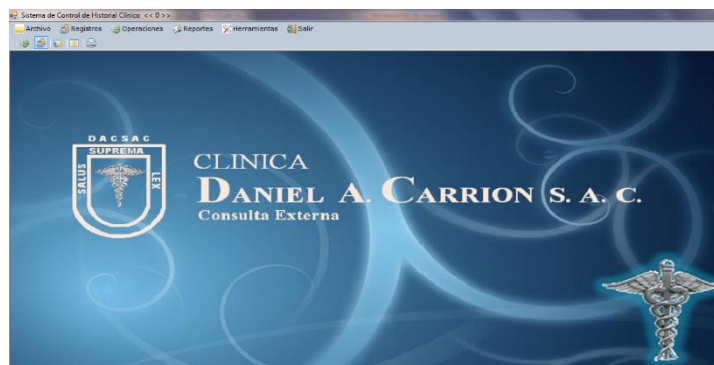 Sistema de Control de Historial Clinico << 0 >>
Archivo Registros Operaciones Reportes Herramientas Salir
DACSAC
SUPREMA
SALUS
LEX
CLINICA
DANIEL A. CARRION S. A. C.
Consulta Externa